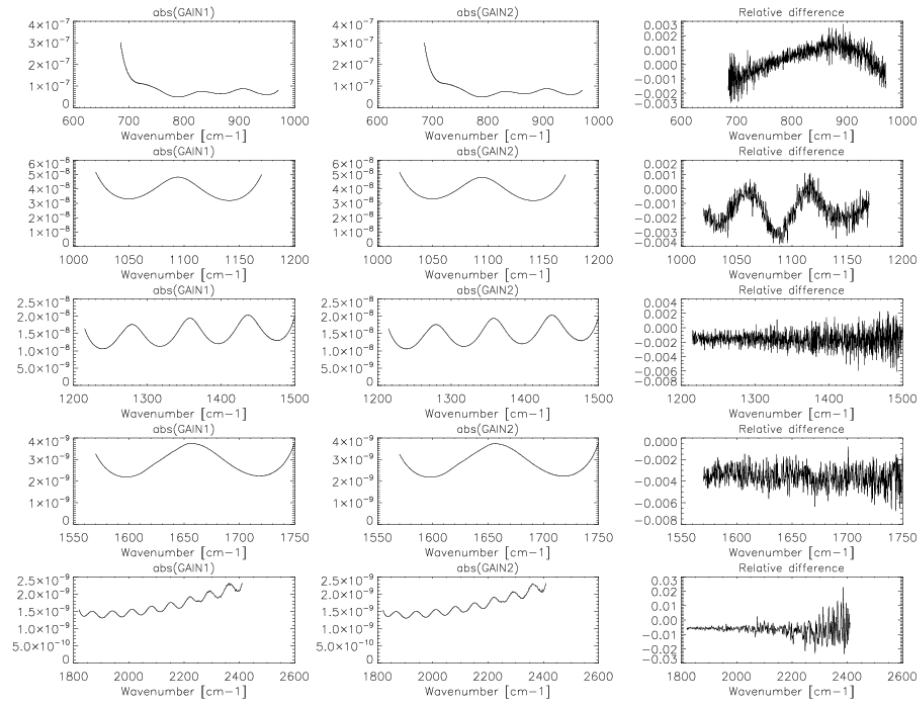 abs(GAIN1) abs(GAIN2) Relative difference
4×10⁻⁷ 4×10⁻⁷ 0.003
3×10⁻⁷ 3×10⁻⁷ 0.002
2×10⁻⁷ 2×10⁻⁷ 0.001
1×10⁻⁷ 1×10⁻⁷ 0.000
0 0 −0.001
−0.002
−0.003
600 700 800 900 1000 600 700 800 900 1000 600 700 800 900 1000
Wavenumber [cm−1] Wavenumber [cm−1] Wavenumber [cm−1]
abs(GAIN1) abs(GAIN2) Relative difference
6×10⁻⁸ 6×10⁻⁸ 0.002
5×10⁻⁸ 5×10⁻⁸ 0.001
4×10⁻⁸ 4×10⁻⁸ 0.000
3×10⁻⁸ 3×10⁻⁸ −0.001
2×10⁻⁸ 2×10⁻⁸ −0.002
1×10⁻⁸ 1×10⁻⁸ −0.003
0 0 −0.004
1000 1050 1100 1150 1200 1000 1050 1100 1150 1200 1000 1050 1100 1150 1200
Wavenumber [cm−1] Wavenumber [cm−1] Wavenumber [cm−1]
abs(GAIN1) abs(GAIN2) Relative difference
2.5×10⁻⁸ 2.5×10⁻⁸ 0.004
2.0×10⁻⁸ 2.0×10⁻⁸ 0.002
1.5×10⁻⁸ 1.5×10⁻⁸ 0.000
1.0×10⁻⁸ 1.0×10⁻⁸ −0.002
5.0×10⁻⁹ 5.0×10⁻⁹ −0.004
0 0 −0.006
−0.008
1200 1300 1400 1500 1200 1300 1400 1500 1200 1300 1400 1500
Wavenumber [cm−1] Wavenumber [cm−1] Wavenumber [cm−1]
abs(GAIN1) abs(GAIN2) Relative difference
4×10⁻⁹ 4×10⁻⁹ 0.000
3×10⁻⁹ 3×10⁻⁹ −0.002
2×10⁻⁹ 2×10⁻⁹ −0.004
1×10⁻⁹ 1×10⁻⁹ −0.006
0 0 −0.008
1550 1600 1650 1700 1750 1550 1600 1650 1700 1750 1550 1600 1650 1700 1750
Wavenumber [cm−1] Wavenumber [cm−1] Wavenumber [cm−1]
abs(GAIN1) abs(GAIN2) Relative difference
2.5×10⁻⁹ 2.5×10⁻⁹ 0.03
2.0×10⁻⁹ 2.0×10⁻⁹ 0.02
1.5×10⁻⁹ 1.5×10⁻⁹ 0.01
1.0×10⁻⁹ 1.0×10⁻⁹ 0.00
5.0×10⁻¹⁰ 5.0×10⁻¹⁰ −0.01
0 0 −0.02
−0.03
1800 2000 2200 2400 2600 1800 2000 2200 2400 2600 1800 2000 2200 2400 2600
Wavenumber [cm−1] Wavenumber [cm−1] Wavenumber [cm−1]